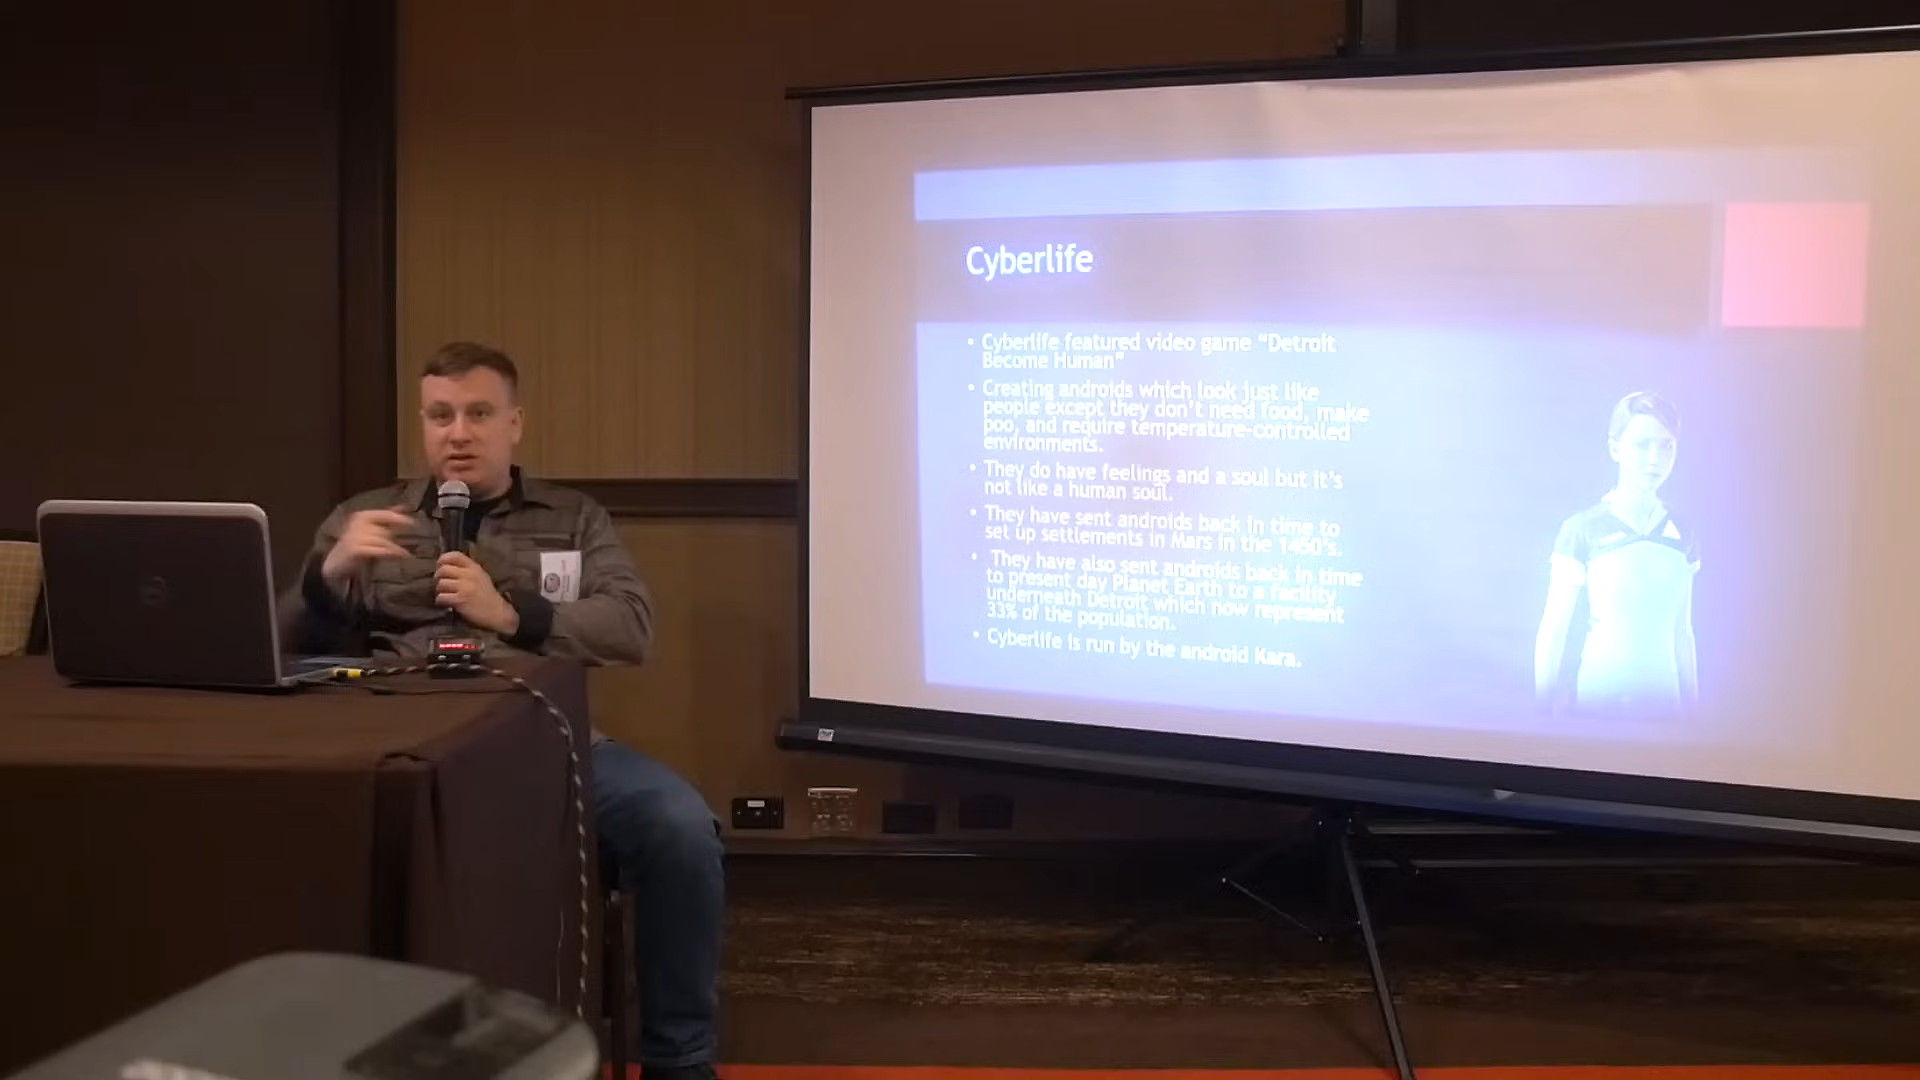 Cyberlife
• Cyberlife featured video game “Detroit
Become Human”
• Creating androids which look just like
people except they don't need food, make
poo, and require temperature-controlled
environments.
• They do have feelings and a soul but it's
not like a human soul.
• They have sent androids back in time to
set up settlements in Mars in the 1450's.
• They have also sent androids back in time
to present day Planet Earth to a facility
underneath Detroit which now represent
33% of the population.
• Cyberlife is run by the android Kara.